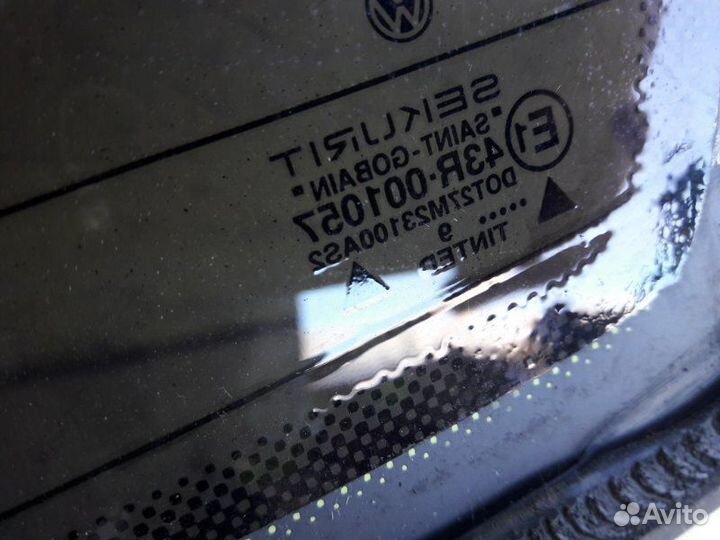 SEKURIT
"SAINT-GOBAIN"
E1
43R-001057
DOT27M23100AS2
..... TINTED
9
Avito